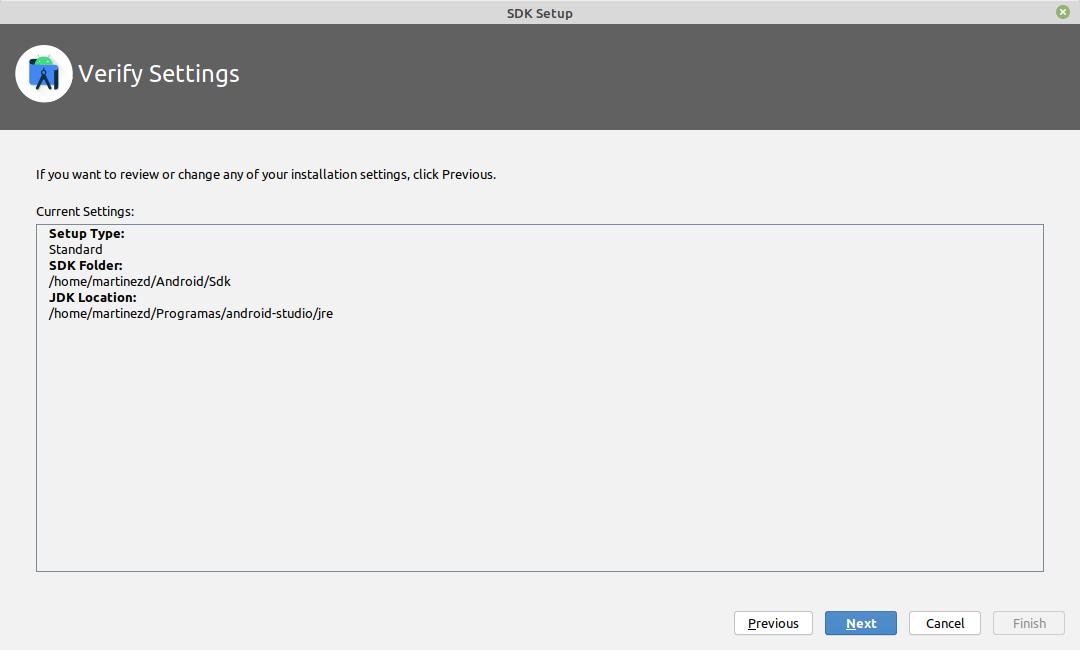 SDK Setup
Verify Settings
If you want to review or change any of your installation settings, click Previous.
Current Settings:
Setup Type:
Standard
SDK Folder:
/home/martinezd/Android/Sdk
JDK Location:
/home/martinezd/Programas/android-studio/jre
Previous
Next
Cancel
Finish